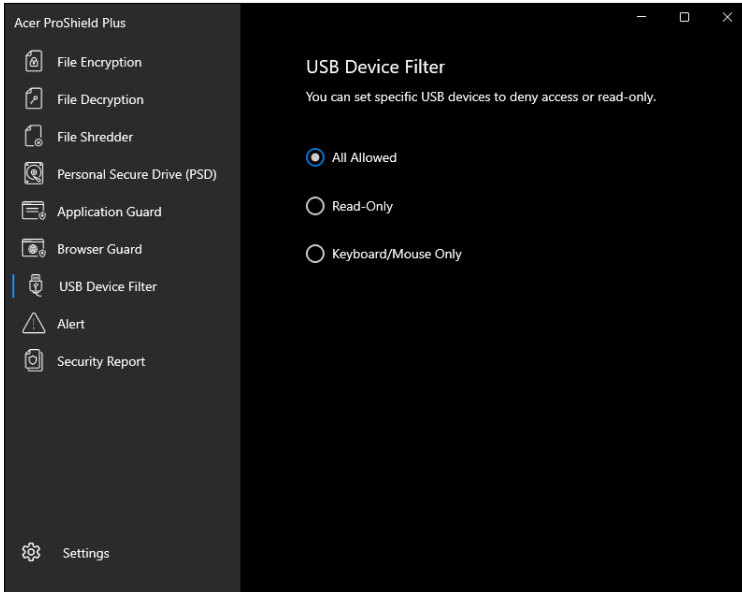 Acer ProShield Plus
File Encryption
File Decryption
File Shredder
Personal Secure Drive (PSD)
Application Guard
Browser Guard
USB Device Filter
Alert
Security Report
Settings
USB Device Filter
You can set specific USB devices to deny access or read-only.
All Allowed
Read-Only
Keyboard/Mouse Only